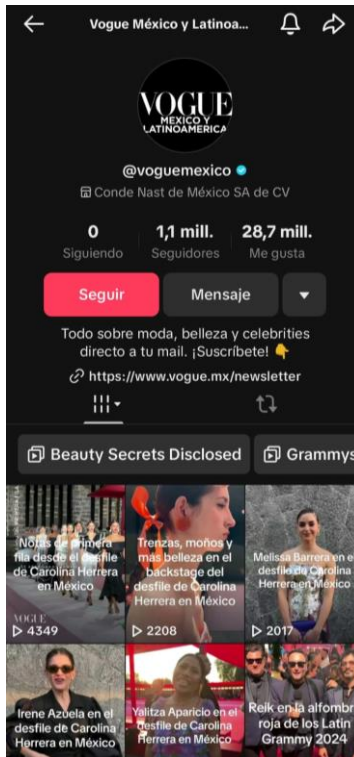 Vogue México y Latinoa...
VOGUE
MEXICO Y
LATINOAMERICA
@voguemexico
Conde Nast de México SA de CV
0 1,1 mill. 28,7 mill.
Siguiendo Seguidores Me gusta
Seguir Mensaje
Todo sobre moda, belleza y celebrities
directo a tu mail. ¡Suscríbete! 👇
https://www.vogue.mx/newsletter
Beauty Secrets Disclosed Grammys
Notas de primera
fila desde el desfile
de Carolina Herrera
en México
VOGUE
4349
Trenzas, moños y
más belleza en el
backstage del
desfile de Carolina
Herrera en México
2208
Melissa Barrera en e
desfile de Carolina
Herrera en México
2017
Irene Azuela en el
desfile de Carolina
Herrera en México
Yalitza Aparicio en el
desfile de Carolina
Herrera en México
Reik en la alfombr
roja de los Latin
Grammy 2024